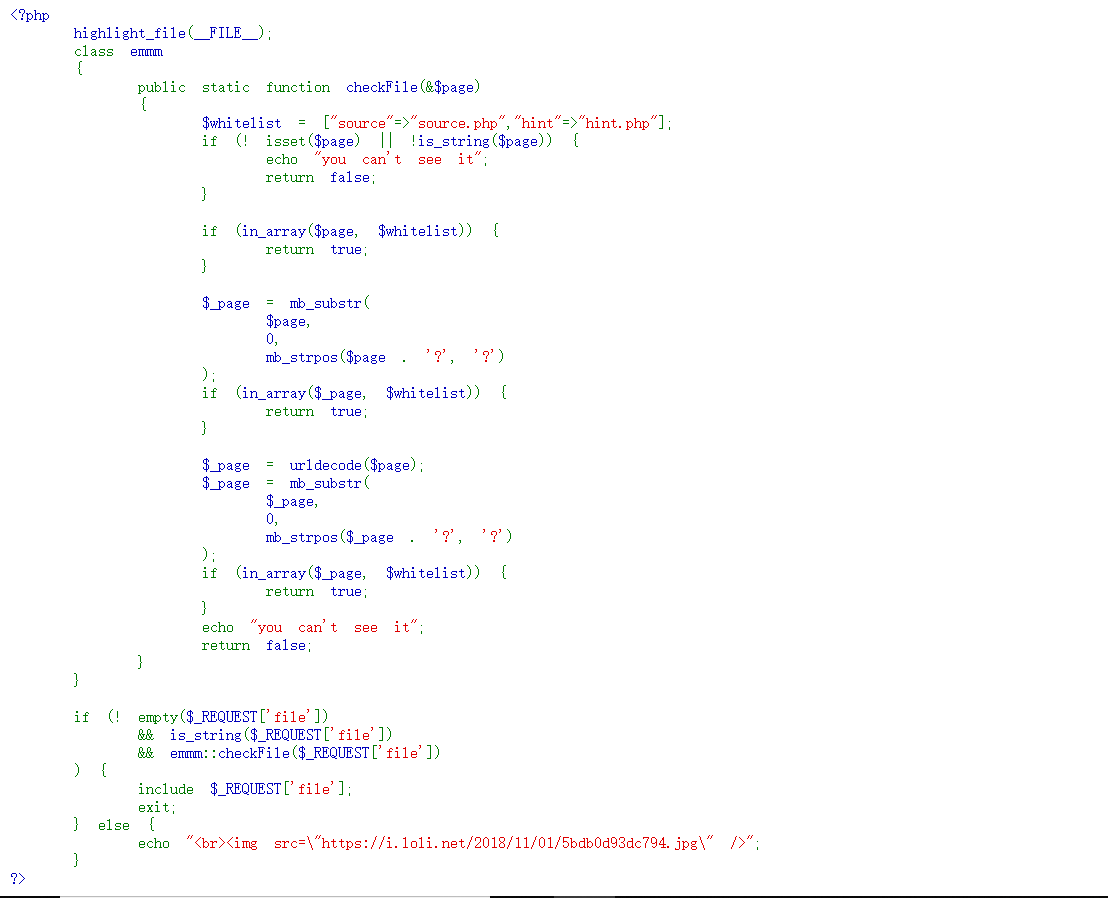 <?php
highlight_file(__FILE__);
class emmm
{
public static function checkFile(&$page)
{
$whitelist = ["source"=>"source.php","hint"=>"hint.php"];
if (! isset($page) || !is_string($page)) {
echo "you can't see it";
return false;
}
if (in_array($page, $whitelist)) {
return true;
}
$_page = mb_substr(
$page,
0,
mb_strpos($page . '?', '?')
);
if (in_array($_page, $whitelist)) {
return true;
}
$_page = urldecode($page);
$_page = mb_substr(
$_page,
0,
mb_strpos($_page . '?', '?')
);
if (in_array($_page, $whitelist)) {
return true;
}
echo "you can't see it";
return false;
}
}
if (! empty($_REQUEST['file'])
&& is_string($_REQUEST['file'])
&& emmm::checkFile($_REQUEST['file'])
) {
include $_REQUEST['file'];
exit;
} else {
echo "<br><img src=\"https://i.loli.net/2018/11/01/5bdb0d93dc794.jpg\" />";
}
?>